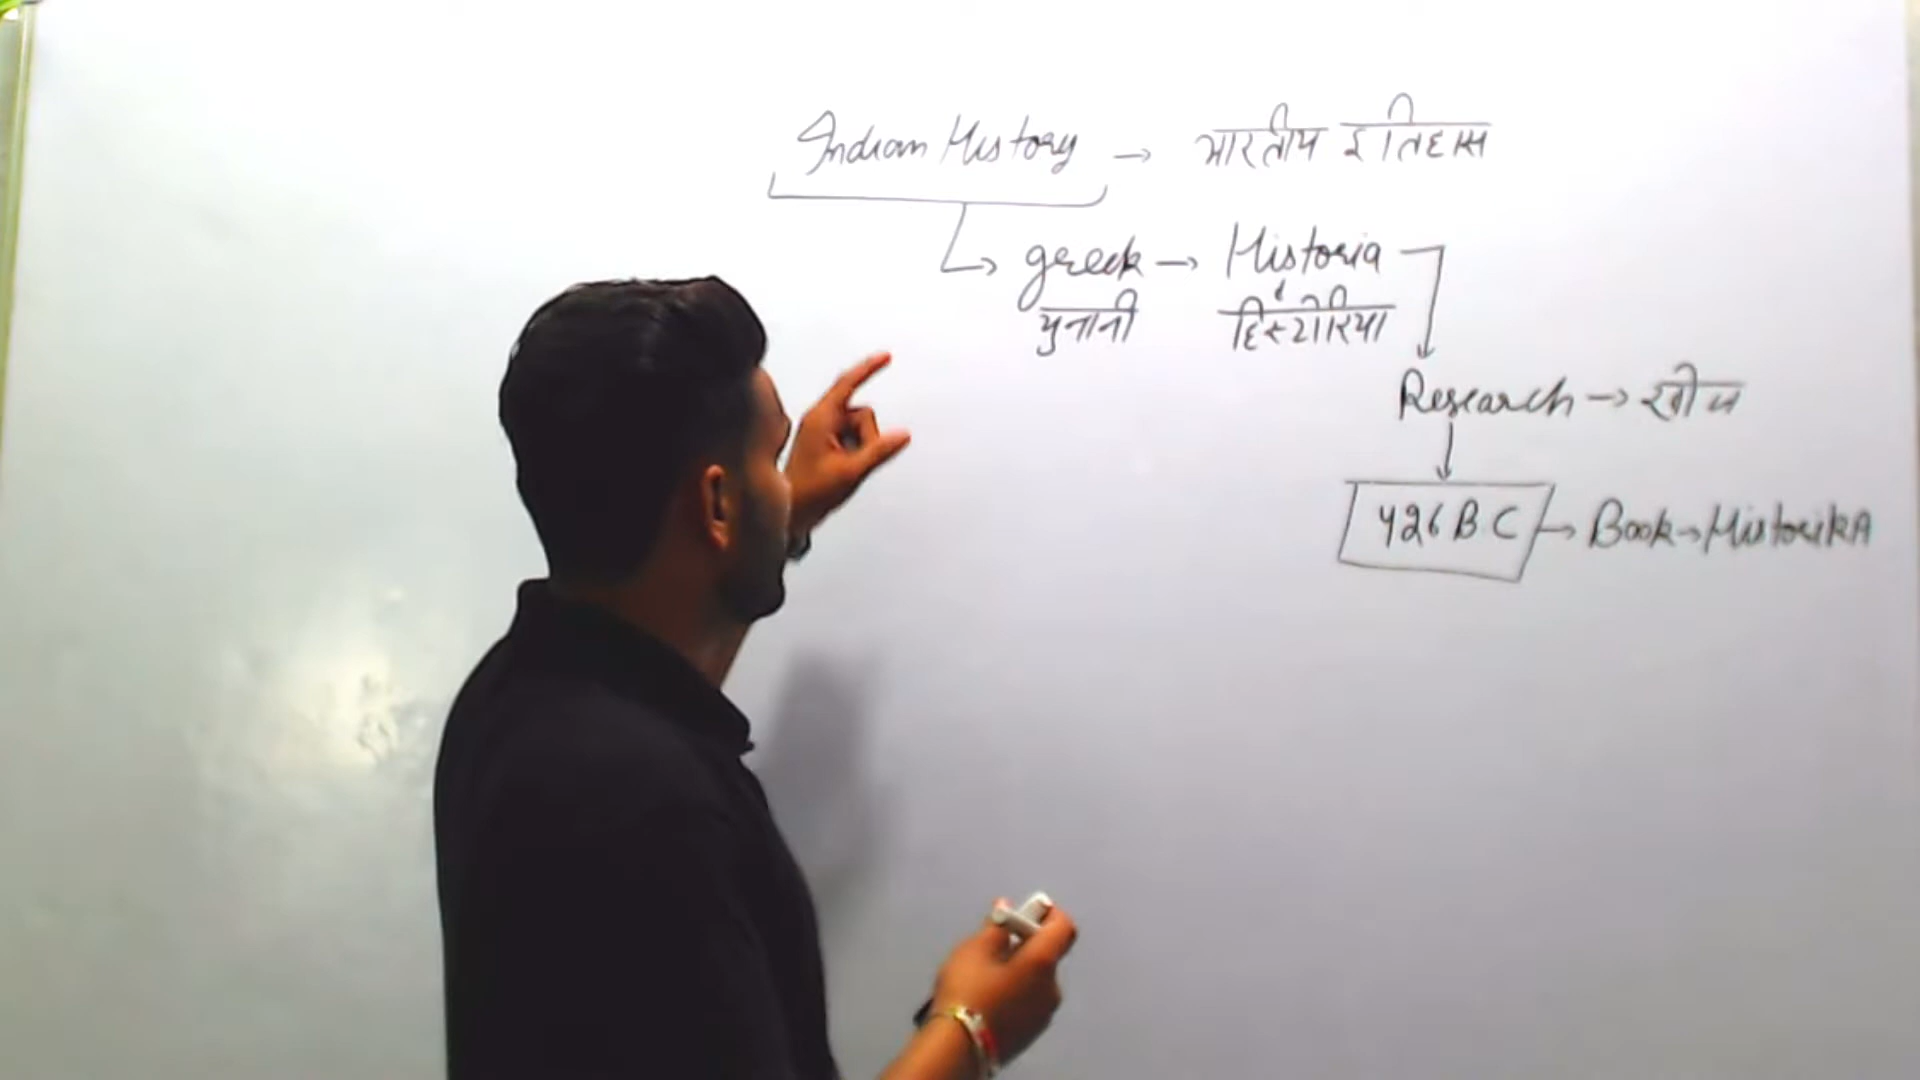 Indian History → भारतीय इतिहास
greek → Historia
युनानी हिस्टोरिया
Research → खोज
426 BC → Book → HistorikA